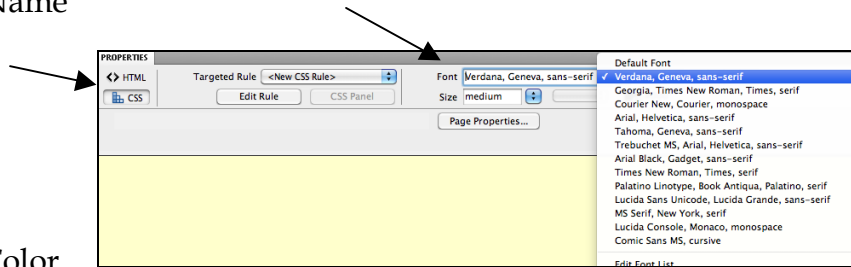 Name
PROPERTIES
<> HTML
CSS
Targeted Rule <New CSS Rule>
Edit Rule CSS Panel
Font Verdana, Geneva, sans-serif
Size medium
Page Properties...
Default Font
✓ Verdana, Geneva, sans-serif
Georgia, Times New Roman, Times, serif
Courier New, Courier, monospace
Arial, Helvetica, sans-serif
Tahoma, Geneva, sans-serif
Trebuchet MS, Arial, Helvetica, sans-serif
Arial Black, Gadget, sans-serif
Times New Roman, Times, serif
Palatino Linotype, Book Antiqua, Palatino, serif
Lucida Sans Unicode, Lucida Grande, sans-serif
MS Serif, New York, serif
Lucida Console, Monaco, monospace
Comic Sans MS, cursive
Edit Font List
Color